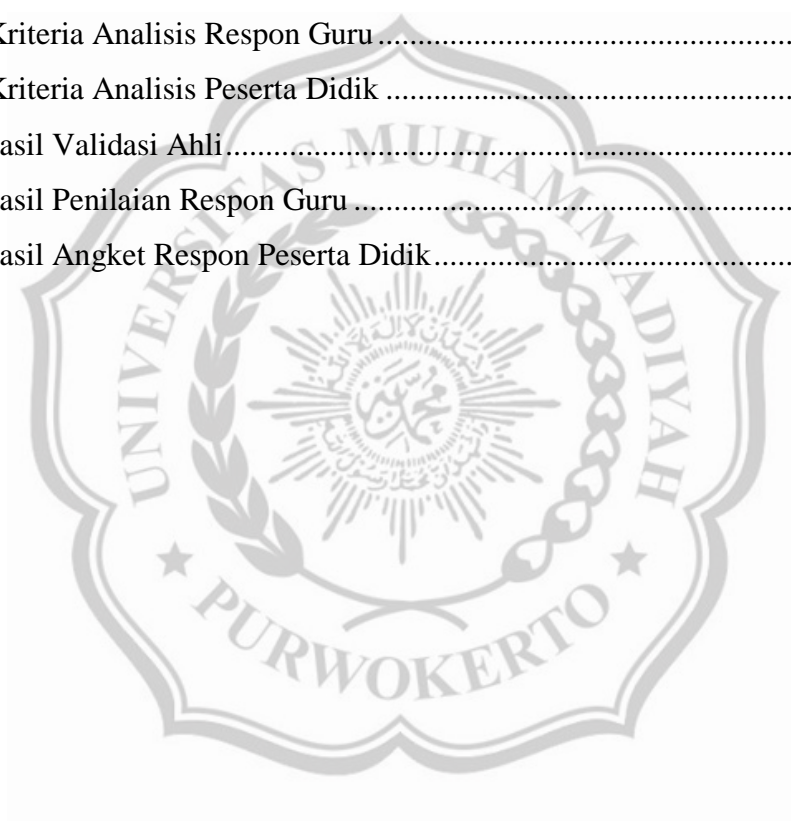 Kriteria Analisis Respon Guru
Kriteria Analisis Peserta Didik
asil Validasi Ahli
asil Penilaian Respon Guru
asil Angket Respon Peserta Didik
UNIVERSITAS MUHAMMADIYAH
PURWOKERTO